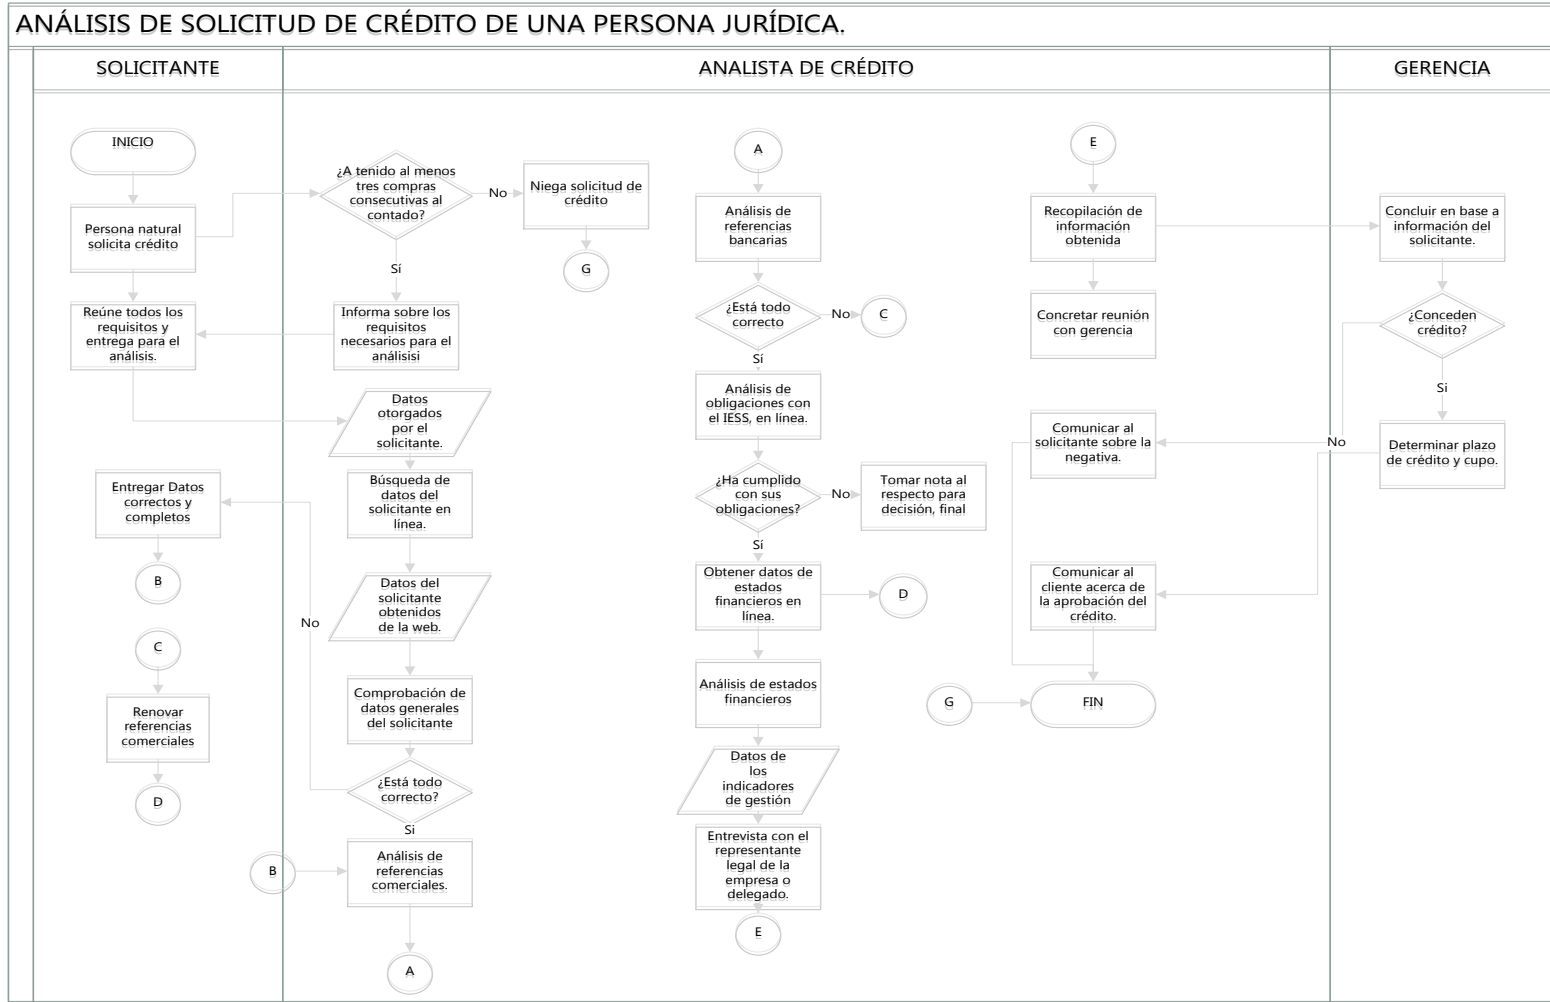 ANÁLISIS DE SOLICITUD DE CRÉDITO DE UNA PERSONA JURÍDICA.
SOLICITANTE
ANALISTA DE CRÉDITO
GERENCIA
INICIO
Persona natural
solicita crédito
Reúne todos los
requisitos y
entrega para el
análisis.
Entregar Datos
correctos y
completos
B
C
Renovar
referencias
comerciales
D
B
¿A tenido al menos
tres compras
consecutivas al
contado?
No
Niega solicitud de
crédito
G
Sí
Informa sobre los
requisitos
necesarios para el
análisisi
Datos
otorgados
por el
solicitante.
Búsqueda de
datos del
solicitante en
línea.
Datos del
solicitante
obtenidos
de la web.
No
Comprobación de
datos generales
del solicitante
¿Está todo
correcto?
Si
Análisis de
referencias
comerciales.
A
A
Análisis de
referencias
bancarias
¿Está todo
correcto
No
C
Sí
Análisis de
obligaciones con
el IESS, en línea.
¿Ha cumplido
con sus
obligaciones?
No
Tomar nota al
respecto para
decisión, final
Sí
Obtener datos de
estados
financieros en
línea.
D
Análisis de estados
financieros
Datos de
los
indicadores
de gestión
Entrevista con el
representante
legal de la
empresa o
delegado.
E
E
Recopilación de
información
obtenida
Concretar reunión
con gerencia
Comunicar al
solicitante sobre la
negativa.
Comunicar al
cliente acerca de
la aprobación del
crédito.
G
FIN
Concluir en base a
información del
solicitante.
¿Conceden
crédito?
Si
No
Determinar plazo
de crédito y cupo.